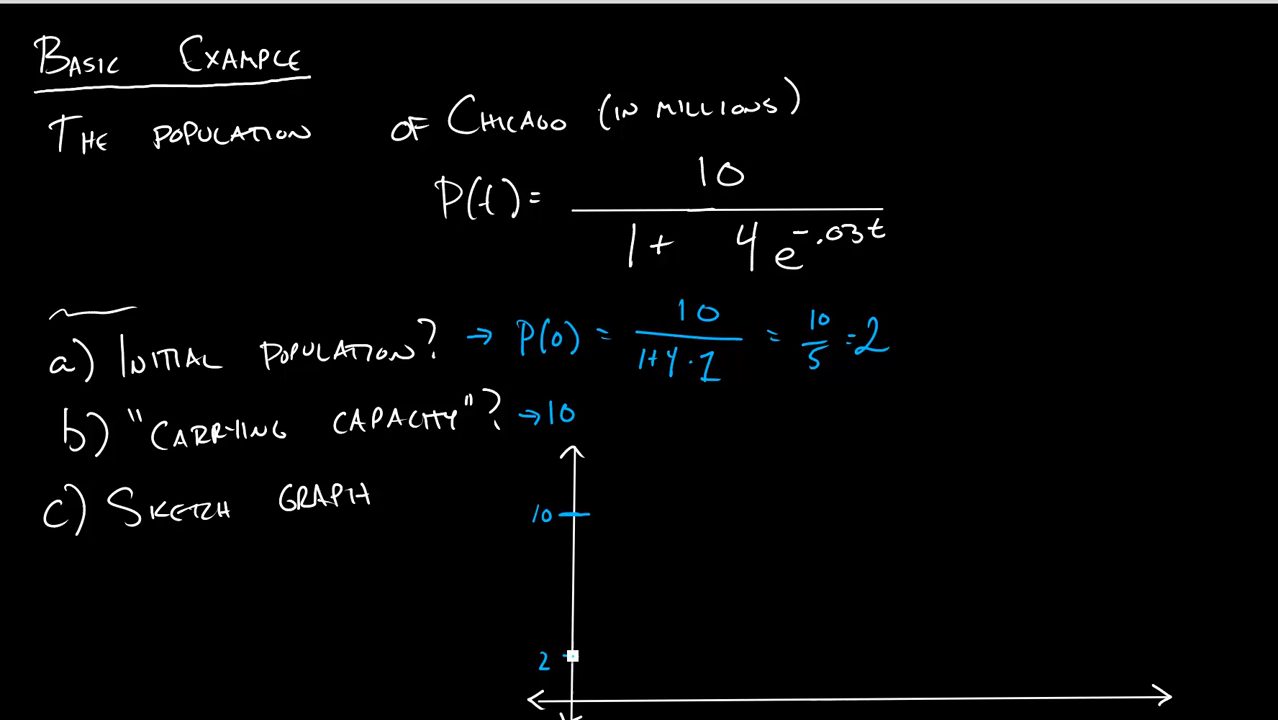 BASIC EXAMPLE
THE POPULATION OF CHICAGO (IN MILLIONS)
P(t) = 10 / (1 + 4e^(-.03t))
a) INITIAL POPULATION? → P(0) = 10 / (1+4·1) = 10/5 = 2
b) "CARRYING CAPACITY"? → 10
c) SKETCH GRAPH
10
2